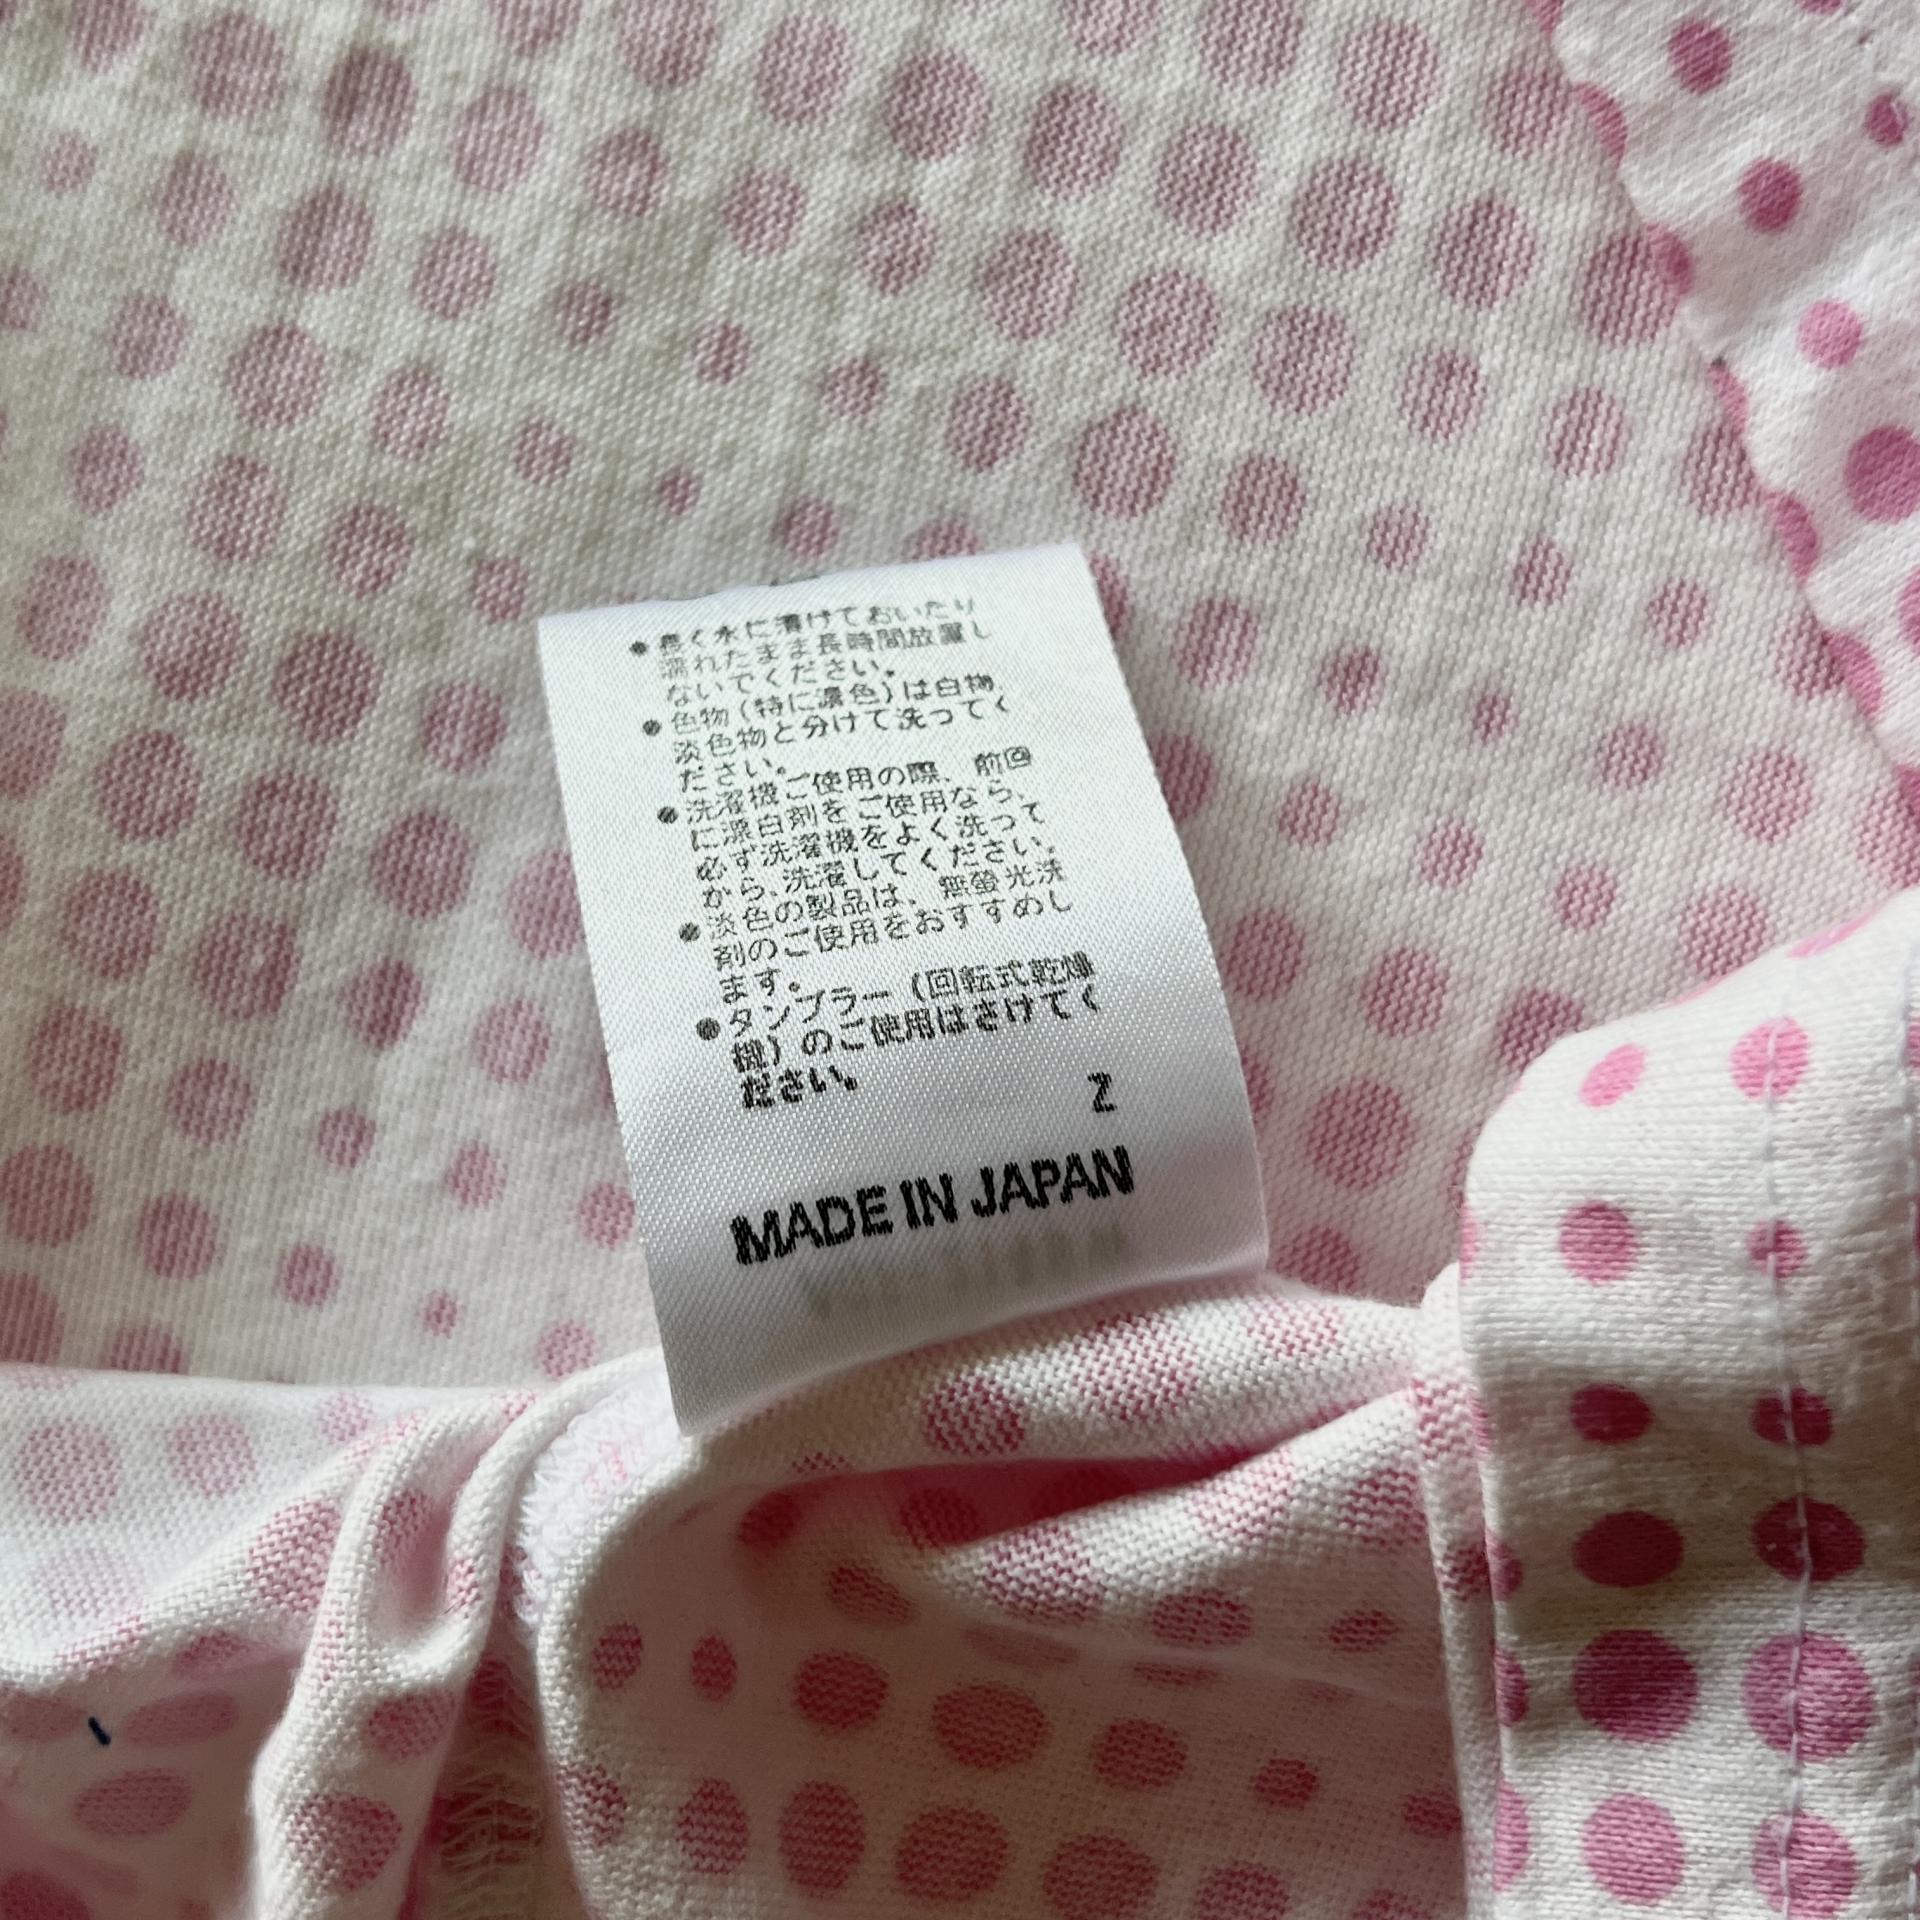 ●長く水に漬けておいたり
濡れたまま長時間放置し
ないでください。
●色物(特に濃色)は白物、
淡色物と分けて洗ってく
ださい。
●洗濯機ご使用の際、前回
に漂白剤をご使用なら、
必ず洗濯機をよく洗って
から、洗濯してください。
●淡色の製品は、無螢光洗
剤のご使用をおすすめし
ます。
●タンブラー(回転式乾燥
機)のご使用はさけてく
ださい。
Z
MADE IN JAPAN